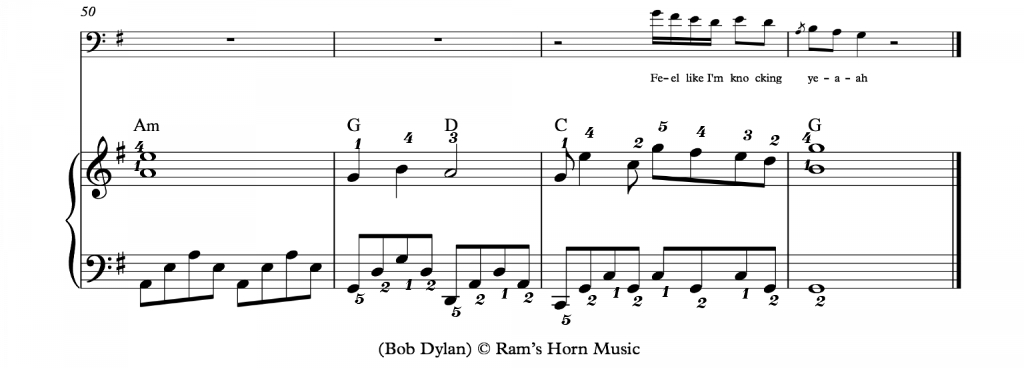 50
Fe-el like I'm kno cking ye-a-ah
Am G D C G
4 1 4 3 1 4 2 5 4 3 2 4
1 1
5 2 1 2 5 2 1 2 5 2 1 2 1 2 1 2 2
(Bob Dylan) © Ram's Horn Music